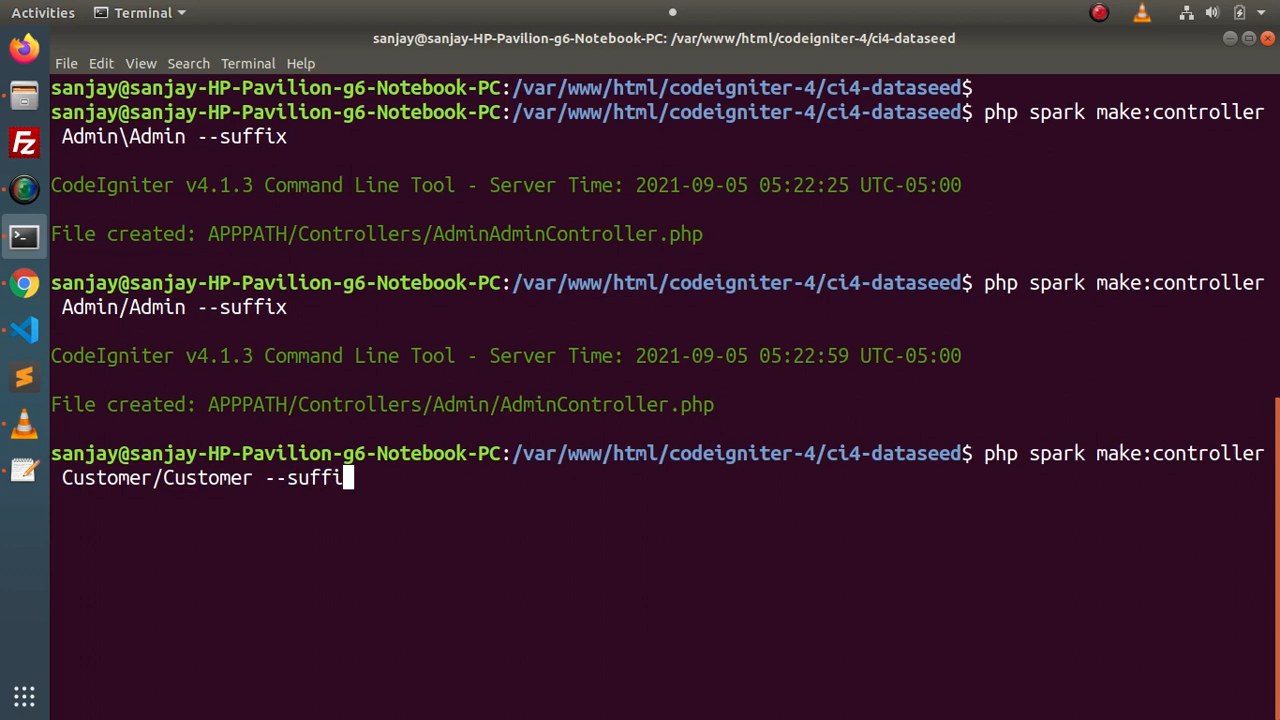 Activities Terminal
sanjay@sanjay-HP-Pavilion-g6-Notebook-PC: /var/www/html/codeigniter-4/ci4-dataseed
File Edit View Search Terminal Help
sanjay@sanjay-HP-Pavilion-g6-Notebook-PC:/var/www/html/codeigniter-4/ci4-dataseed$
sanjay@sanjay-HP-Pavilion-g6-Notebook-PC:/var/www/html/codeigniter-4/ci4-dataseed$ php spark make:controller
Admin\Admin --suffix
CodeIgniter v4.1.3 Command Line Tool - Server Time: 2021-09-05 05:22:25 UTC-05:00
File created: APPPATH/Controllers/AdminAdminController.php
sanjay@sanjay-HP-Pavilion-g6-Notebook-PC:/var/www/html/codeigniter-4/ci4-dataseed$ php spark make:controller
Admin/Admin --suffix
CodeIgniter v4.1.3 Command Line Tool - Server Time: 2021-09-05 05:22:59 UTC-05:00
File created: APPPATH/Controllers/Admin/AdminController.php
sanjay@sanjay-HP-Pavilion-g6-Notebook-PC:/var/www/html/codeigniter-4/ci4-dataseed$ php spark make:controller
Customer/Customer --suffi